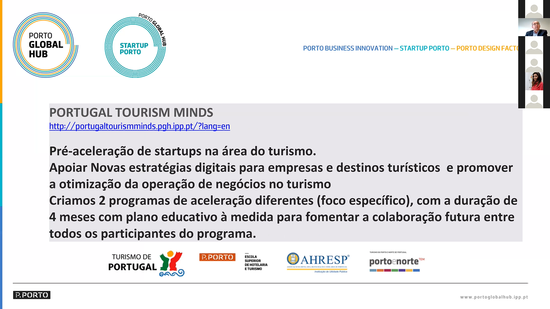 PORTO
GLOBAL
HUB
PORTO GLOBAL HUB
STARTUP
PORTO
PORTO BUSINESS INNOVATION – STARTUP PORTO – PORTO DESIGN FACT
PORTUGAL TOURISM MINDS
http://portugaltourismminds.pgh.ipp.pt/?lang=en
Pré-aceleração de startups na área do turismo.
Apoiar Novas estratégias digitais para empresas e destinos turísticos e promover
a otimização da operação de negócios no turismo
Criamos 2 programas de aceleração diferentes (foco específico), com a duração de
4 meses com plano educativo à medida para fomentar a colaboração futura entre
todos os participantes do programa.
TURISMO DE
PORTUGAL
P.PORTO
ESCOLA
SUPERIOR
DE HOTELARIA
E TURISMO
AHRESP
portoenorte
P.PORTO
www.portoglobalhub.ipp.pt